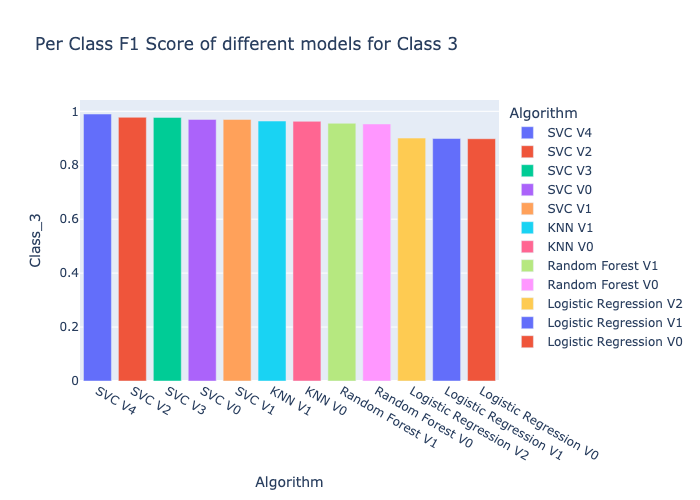 Per Class F1 Score of different models for Class 3
Class_3
1
0.8
0.6
0.4
0.2
0
SVC V4
SVC V2
SVC V3
SVC V0
SVC V1
KNN V1
KNN V0
Random Forest V1
Random Forest V0
Logistic Regression V2
Logistic Regression V1
Logistic Regression V0
Algorithm
Algorithm
SVC V4
SVC V2
SVC V3
SVC V0
SVC V1
KNN V1
KNN V0
Random Forest V1
Random Forest V0
Logistic Regression V2
Logistic Regression V1
Logistic Regression V0